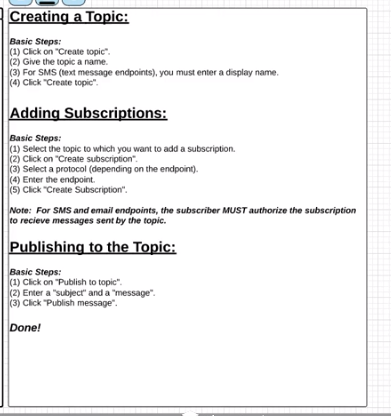 Creating a Topic:
Basic Steps:
(1) Click on "Create topic".
(2) Give the topic a name.
(3) For SMS (text message endpoints), you must enter a display name.
(4) Click "Create topic".
Adding Subscriptions:
Basic Steps:
(1) Select the topic to which you want to add a subscription.
(2) Click on "Create subscription".
(3) Select a protocol (depending on the endpoint).
(4) Enter the endpoint.
(5) Click "Create Subscription".
Note:  For SMS and email endpoints, the subscriber MUST authorize the subscription
to recieve messages sent by the topic.
Publishing to the Topic:
Basic Steps:
(1) Click on "Publish to topic".
(2) Enter a "subject" and a "message".
(3) Click "Publish message".
Done!